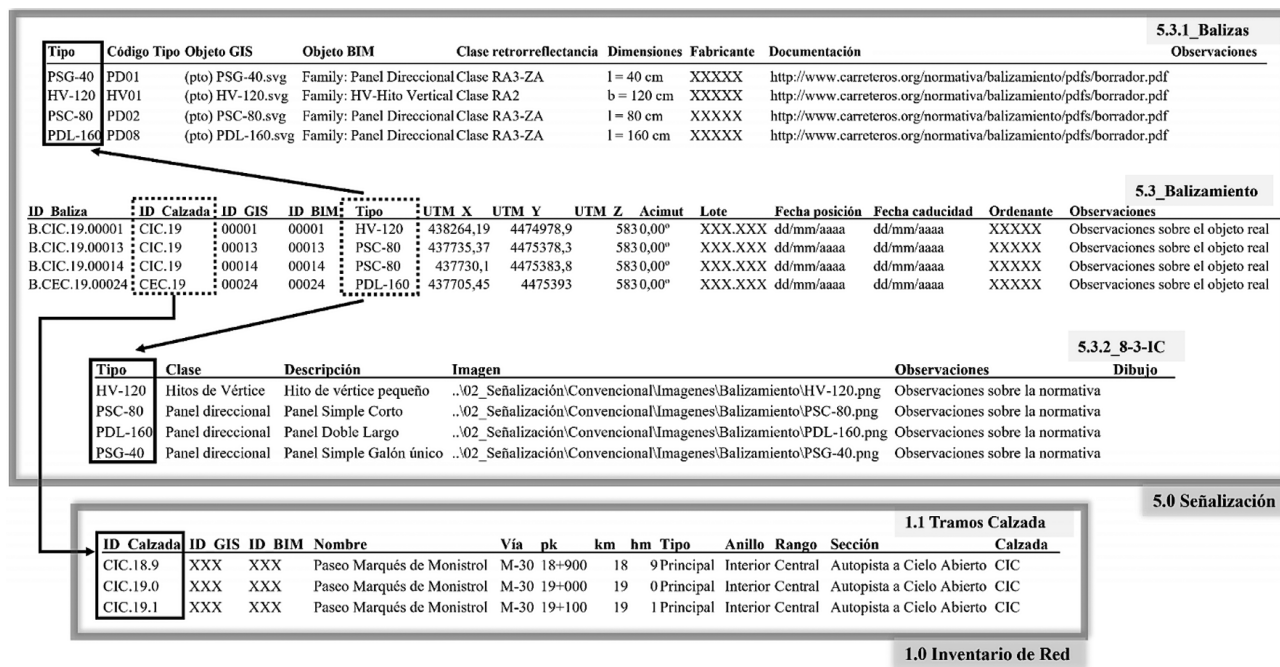 5.3.1_Balizas
Tipo Código Tipo Objeto GIS Objeto BIM Clase retrorreflectancia Dimensiones Fabricante Documentación Observaciones
PSG-40 PD01 (pto) PSG-40.svg Family: Panel Direccional Clase RA3-ZA l = 40 cm XXXXX http://www.carreteros.org/normativa/balizamiento/pdfs/borrador.pdf
HV-120 HV01 (pto) HV-120.svg Family: HV-Hito Vertical Clase RA2 b = 120 cm XXXXX http://www.carreteros.org/normativa/balizamiento/pdfs/borrador.pdf
PSC-80 PD02 (pto) PSC-80.svg Family: Panel Direccional Clase RA3-ZA l = 80 cm XXXXX http://www.carreteros.org/normativa/balizamiento/pdfs/borrador.pdf
PDL-160 PD08 (pto) PDL-160.svg Family: Panel Direccional Clase RA3-ZA l = 160 cm XXXXX http://www.carreteros.org/normativa/balizamiento/pdfs/borrador.pdf
5.3_Balizamiento
ID_Baliza ID_Calzada ID_GIS ID_BIM Tipo UTM_X UTM_Y UTM_Z Acimut Lote Fecha posición Fecha caducidad Ordenante Observaciones
B.CIC.19.00001 CIC.19 00001 00001 HV-120 438264,19 4474978,9 583 0,00º XXX.XXX dd/mm/aaaa dd/mm/aaaa XXXXX Observaciones sobre el objeto real
B.CIC.19.00013 CIC.19 00013 00013 PSC-80 437735,37 4475378,3 583 0,00º XXX.XXX dd/mm/aaaa dd/mm/aaaa XXXXX Observaciones sobre el objeto real
B.CIC.19.00014 CIC.19 00014 00014 PSC-80 437730,1 4475383,8 583 0,00º XXX.XXX dd/mm/aaaa dd/mm/aaaa XXXXX Observaciones sobre el objeto real
B.CEC.19.00024 CEC.19 00024 00024 PDL-160 437705,45 4475393 583 0,00º XXX.XXX dd/mm/aaaa dd/mm/aaaa XXXXX Observaciones sobre el objeto real
5.3.2_8-3-IC
Tipo Clase Descripción Imagen Observaciones Dibujo
HV-120 Hitos de Vértice Hito de vértice pequeño ..\02_Señalización\Convencional\Imagenes\Balizamiento\HV-120.png Observaciones sobre la normativa
PSC-80 Panel direccional Panel Simple Corto ..\02_Señalización\Convencional\Imagenes\Balizamiento\PSC-80.png Observaciones sobre la normativa
PDL-160 Panel direccional Panel Doble Largo ..\02_Señalización\Convencional\Imagenes\Balizamiento\PDL-160.png Observaciones sobre la normativa
PSG-40 Panel direccional Panel Simple Galón único ..\02_Señalización\Convencional\Imagenes\Balizamiento\PSG-40.png Observaciones sobre la normativa
5.0 Señalización
1.1 Tramos Calzada
ID_Calzada ID_GIS ID_BIM Nombre Vía pk km hm Tipo Anillo Rango Sección Calzada
CIC.18.9 XXX XXX Paseo Marqués de Monistrol M-30 18+900 18 9 Principal Interior Central Autopista a Cielo Abierto CIC
CIC.19.0 XXX XXX Paseo Marqués de Monistrol M-30 19+000 19 0 Principal Interior Central Autopista a Cielo Abierto CIC
CIC.19.1 XXX XXX Paseo Marqués de Monistrol M-30 19+100 19 1 Principal Interior Central Autopista a Cielo Abierto CIC
1.0 Inventario de Red